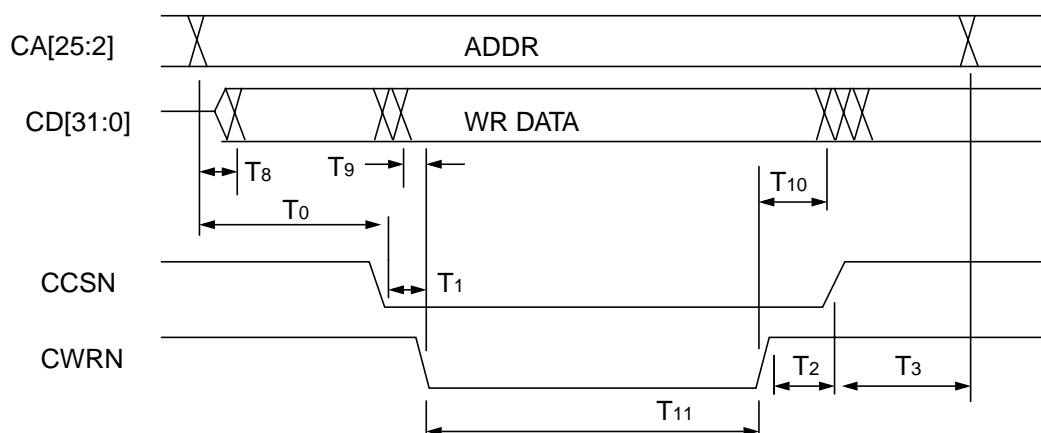 CA[25:2] ADDR
CD[31:0] WR DATA
T8 T9 T10
T0
CCSN T1
CWRN T2 T3
T11